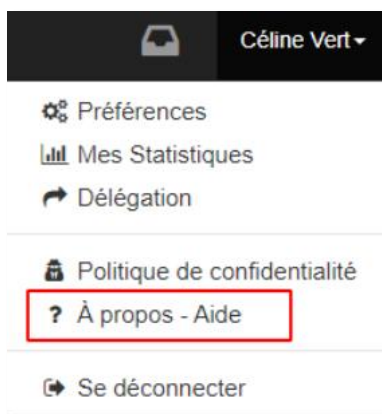 Céline Vert
Préférences
Mes Statistiques
Délégation
Politique de confidentialité
? À propos - Aide
Se déconnecter